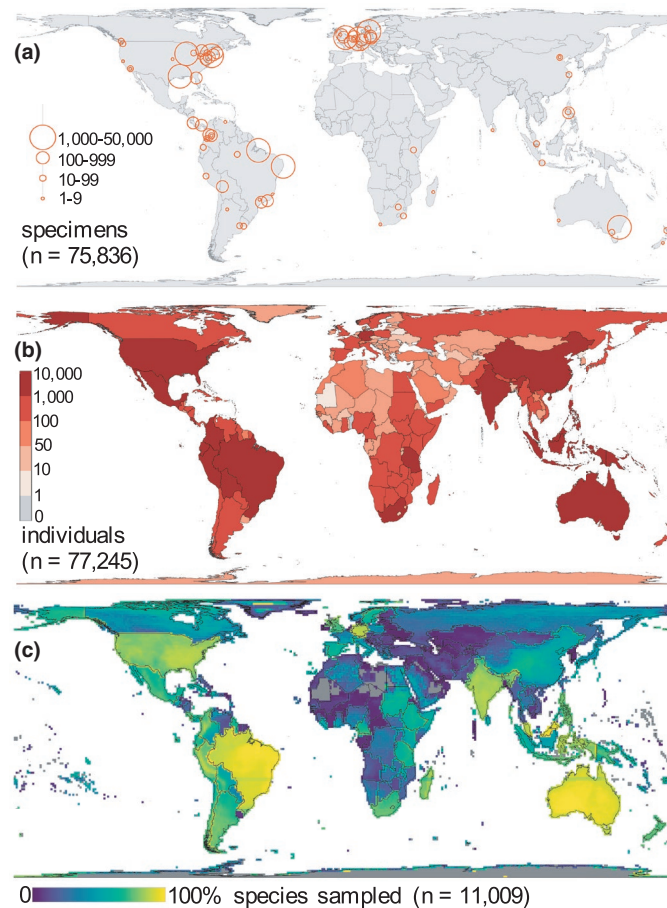 (a)
1,000-50,000
100-999
10-99
1-9
specimens
(n = 75,836)
(b)
10,000
1,000
100
50
10
1
0
individuals
(n = 77,245)
(c)
0 100% species sampled (n = 11,009)